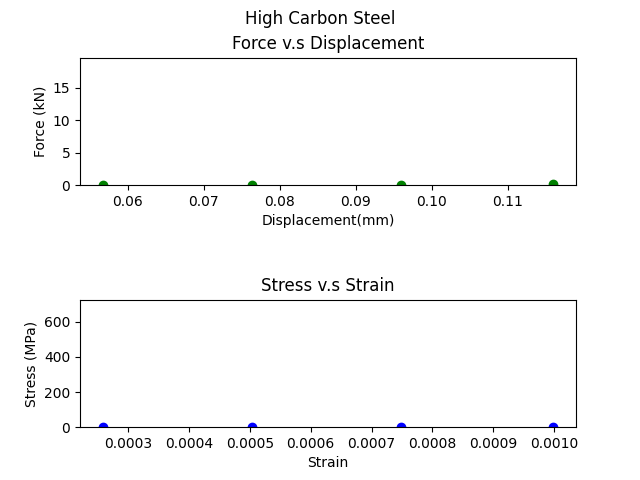 High Carbon Steel
Force v.s Displacement
15
10
5
0
Force (kN)
0.06 0.07 0.08 0.09 0.10 0.11
Displacement(mm)
Stress v.s Strain
600
400
200
0
Stress (MPa)
0.0003 0.0004 0.0005 0.0006 0.0007 0.0008 0.0009 0.0010
Strain